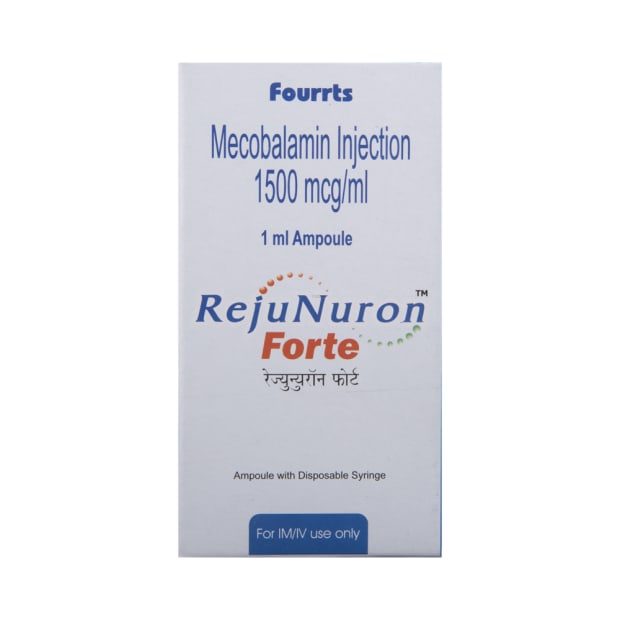 Fourrts
Mecobalamin Injection
1500 mcg/ml
1 ml Ampoule
RejuNuron™
Forte
रेज्युन्युरॉन फोर्ट
Ampoule with Disposable Syringe
For IM/IV use only